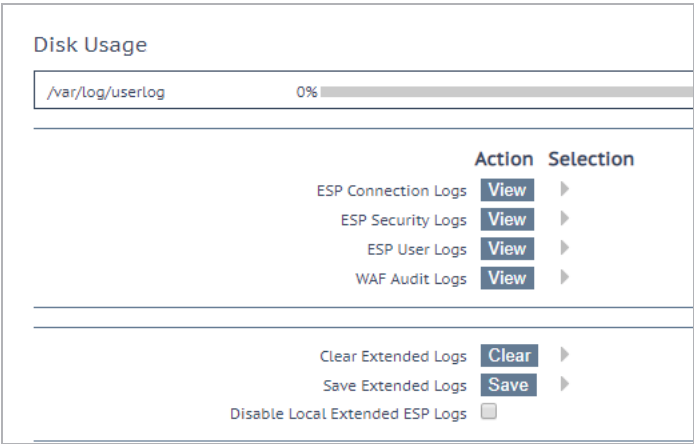 Disk Usage
/var/log/userlog 0%
Action Selection
ESP Connection Logs View
ESP Security Logs View
ESP User Logs View
WAF Audit Logs View
Clear Extended Logs Clear
Save Extended Logs Save
Disable Local Extended ESP Logs